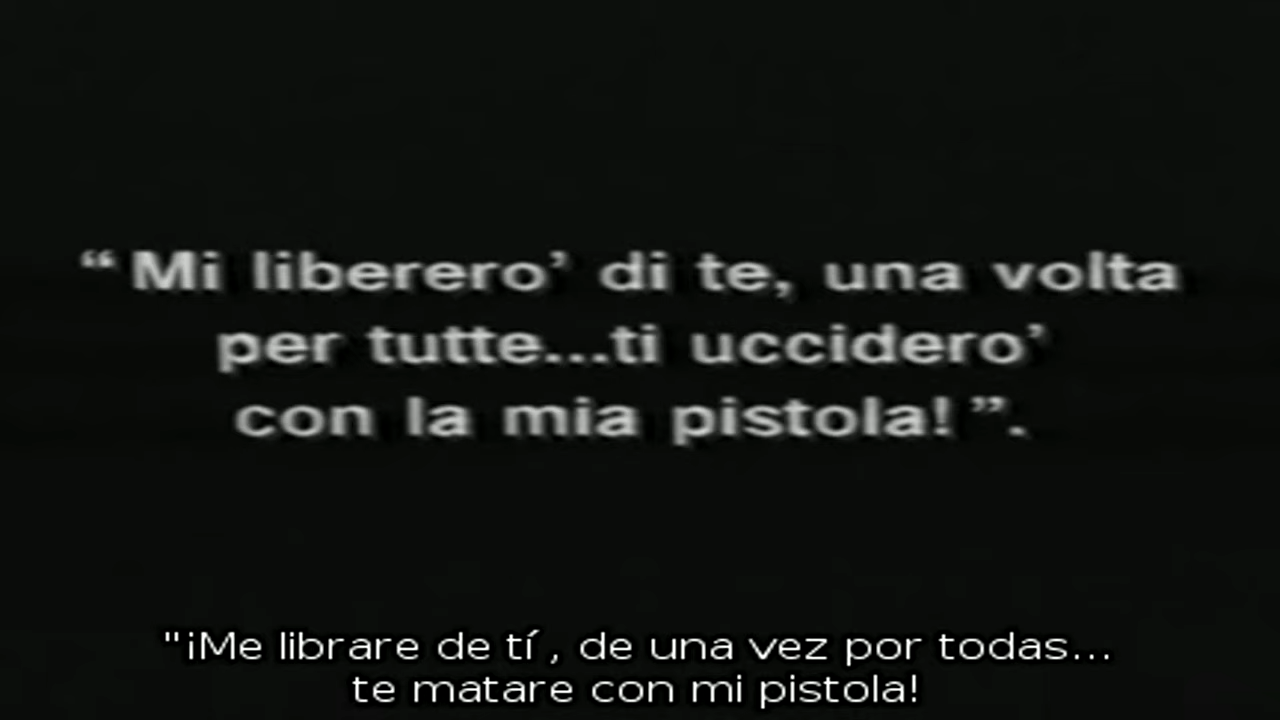 “Mi liberero’ di te, una volta
per tutte...ti uccidero’
con la mia pistola!”.
"¡Me librare de tí , de una vez por todas...
te matare con mi pistola!